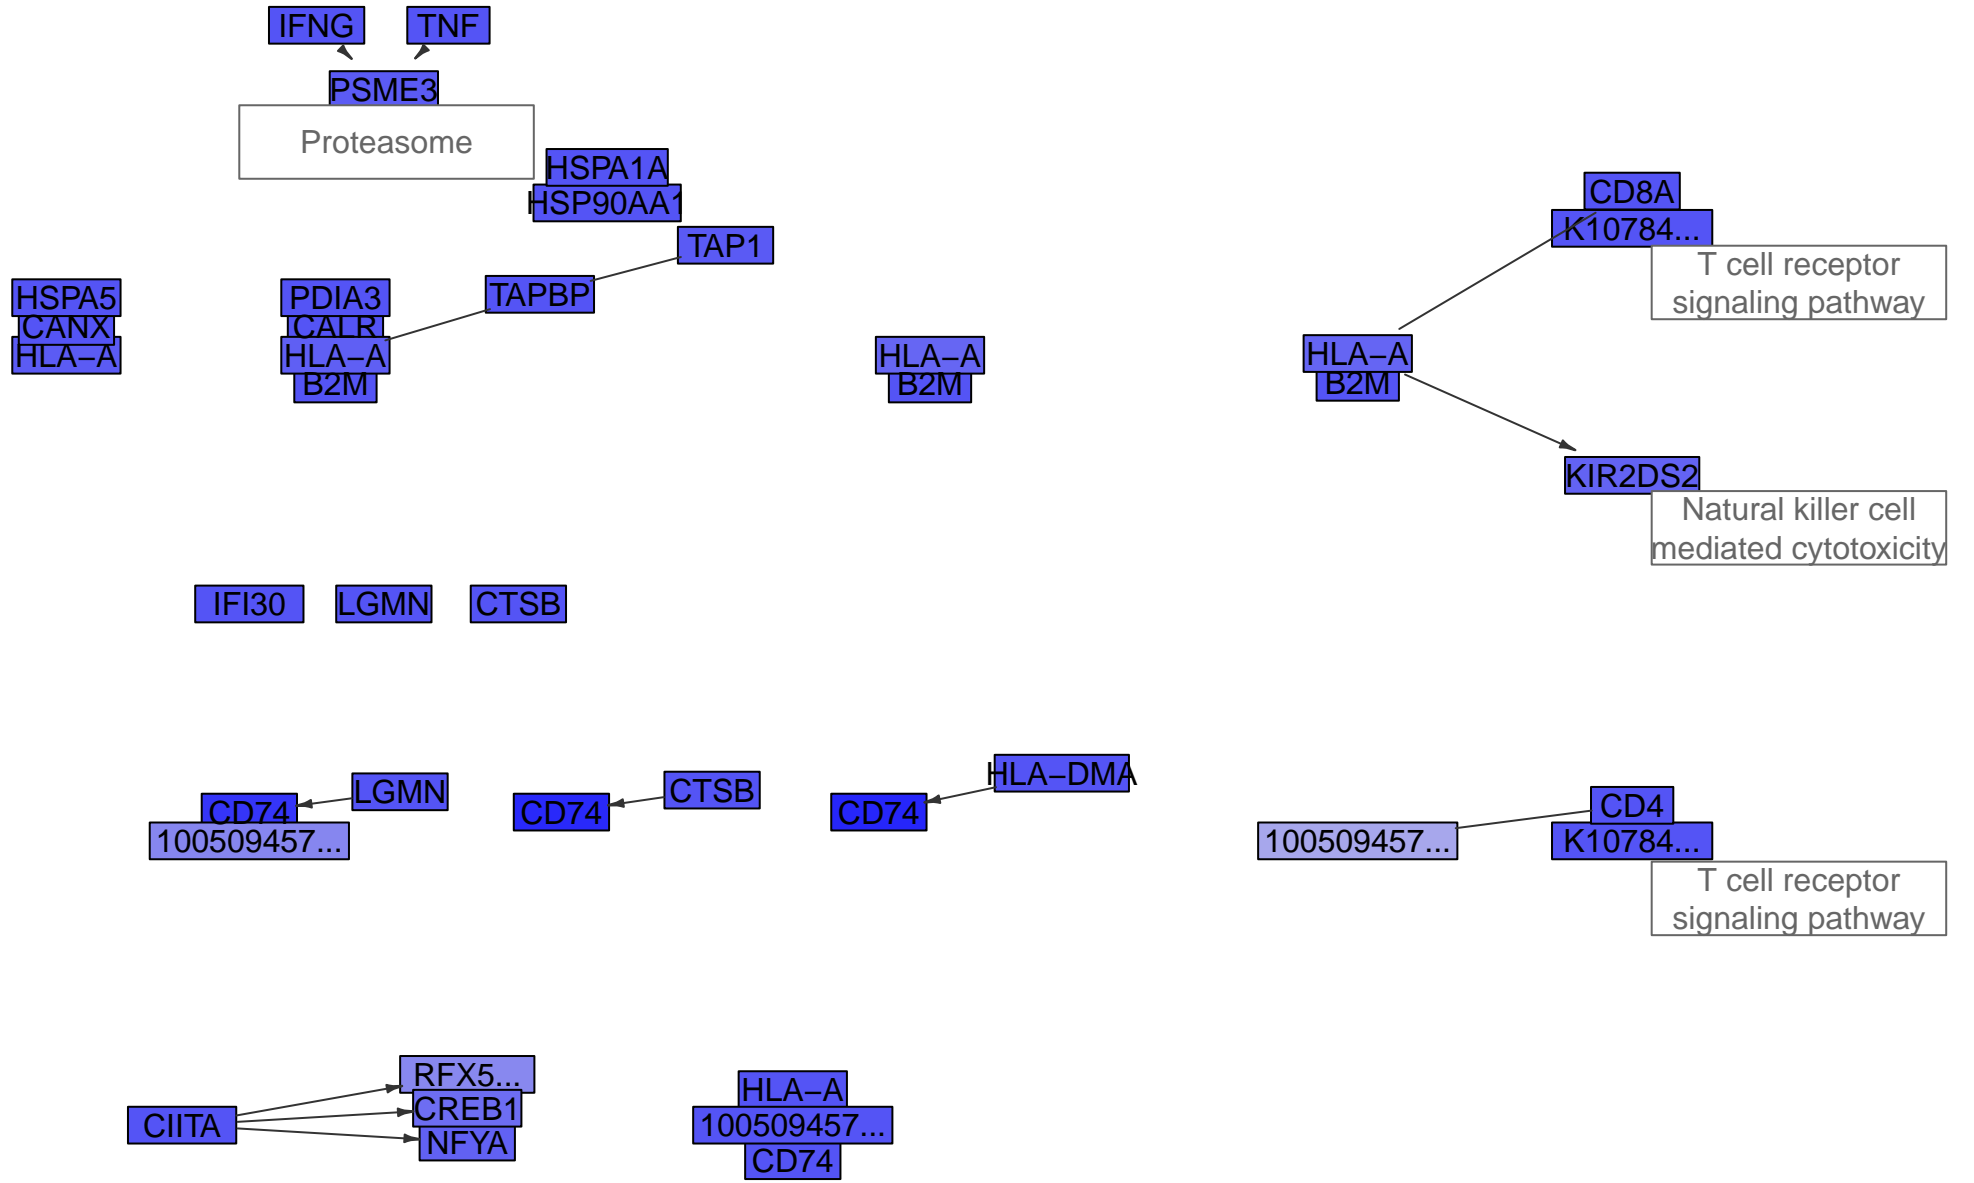 IFNG
TNF
PSME3
Proteasome
HSPA1A
HSP90AA1
TAP1
TAPBP
CD8A
K10784...
T cell receptor
signaling pathway
HSPA5
CANX
HLA−A
PDIA3
CALR
HLA−A
B2M
HLA−A
B2M
HLA−A
B2M
KIR2DS2
Natural killer cell
mediated cytotoxicity
IFI30
LGMN
CTSB
LGMN
CD74
100509457...
CTSB
CD74
HLA−DMA
CD74
CD4
100509457...
K10784...
T cell receptor
signaling pathway
CIITA
RFX5...
CREB1
NFYA
HLA−A
100509457...
CD74